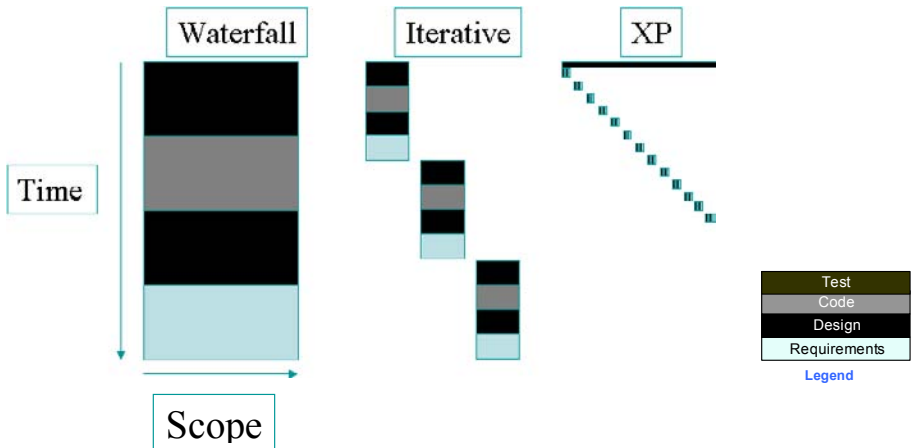 Waterfall
Iterative
XP
Time
Test
Code
Design
Requirements
Legend
Scope